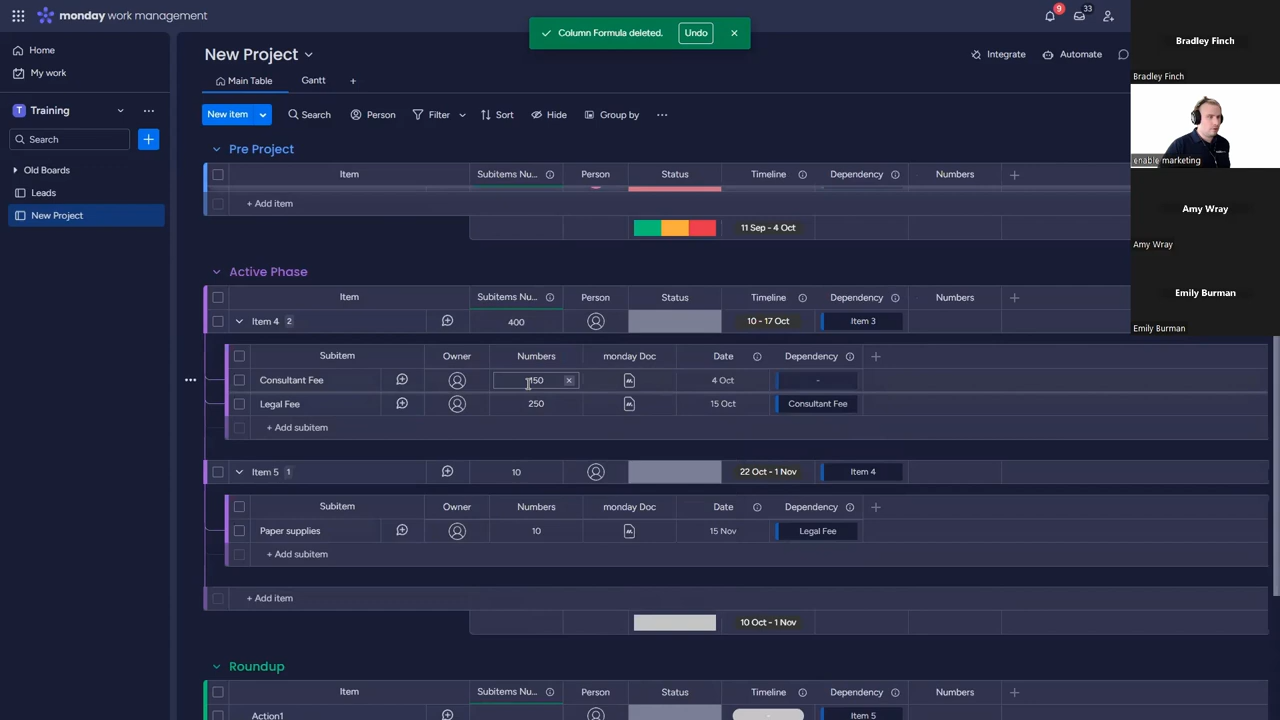 monday work management
9
33
Column Formula deleted.
Undo
Home
My work
Training
Search
Old Boards
Leads
New Project
New Project
Main Table
Gantt
Integrate
Automate
New item
Search
Person
Filter
Sort
Hide
Group by
Pre Project
Item Subitems Nu... Person Status Timeline Dependency Numbers
+ Add item
11 Sep - 4 Oct
Active Phase
Item Subitems Nu... Person Status Timeline Dependency Numbers
Item 4 2 400 10 - 17 Oct Item 3
Subitem Owner Numbers monday Doc Date Dependency
Consultant Fee 150 4 Oct -
Legal Fee 250 15 Oct Consultant Fee
+ Add subitem
Item 5 1 10 22 Oct - 1 Nov Item 4
Subitem Owner Numbers monday Doc Date Dependency
Paper supplies 10 15 Nov Legal Fee
+ Add subitem
+ Add item
10 Oct - 1 Nov
Roundup
Item Subitems Nu... Person Status Timeline Dependency Numbers
Action1 - Item 5
Bradley Finch
Bradley Finch
enable marketing
Amy Wray
Amy Wray
Emily Burman
Emily Burman